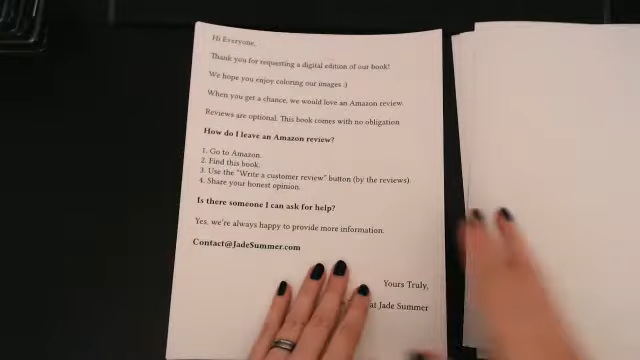 Hi Everyone,
Thank you for requesting a digital edition of our book!
We hope you enjoy coloring our images :)
When you get a chance, we would love an Amazon review.
Reviews are optional. This book comes with no obligation
How do I leave an Amazon review?
1. Go to Amazon.
2. Find this book.
3. Use the "Write a customer review" button (by the reviews).
4. Share your honest opinion.
Is there someone I can ask for help?
Yes, we're always happy to provide more information.
Contact@JadeSummer.com
Yours Truly,
at Jade Summer